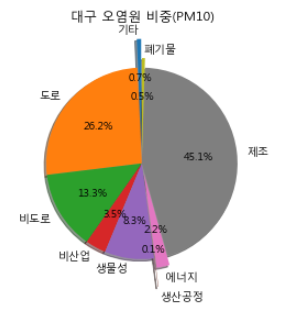 대구 오염원 비중(PM10)
기타
폐기물
0.7%
0.5%
도로
26.2%
45.1%
제조
13.3%
비도로
3.5%
8.3%
2.2%
0.1%
비산업
생물성
에너지
생산공정